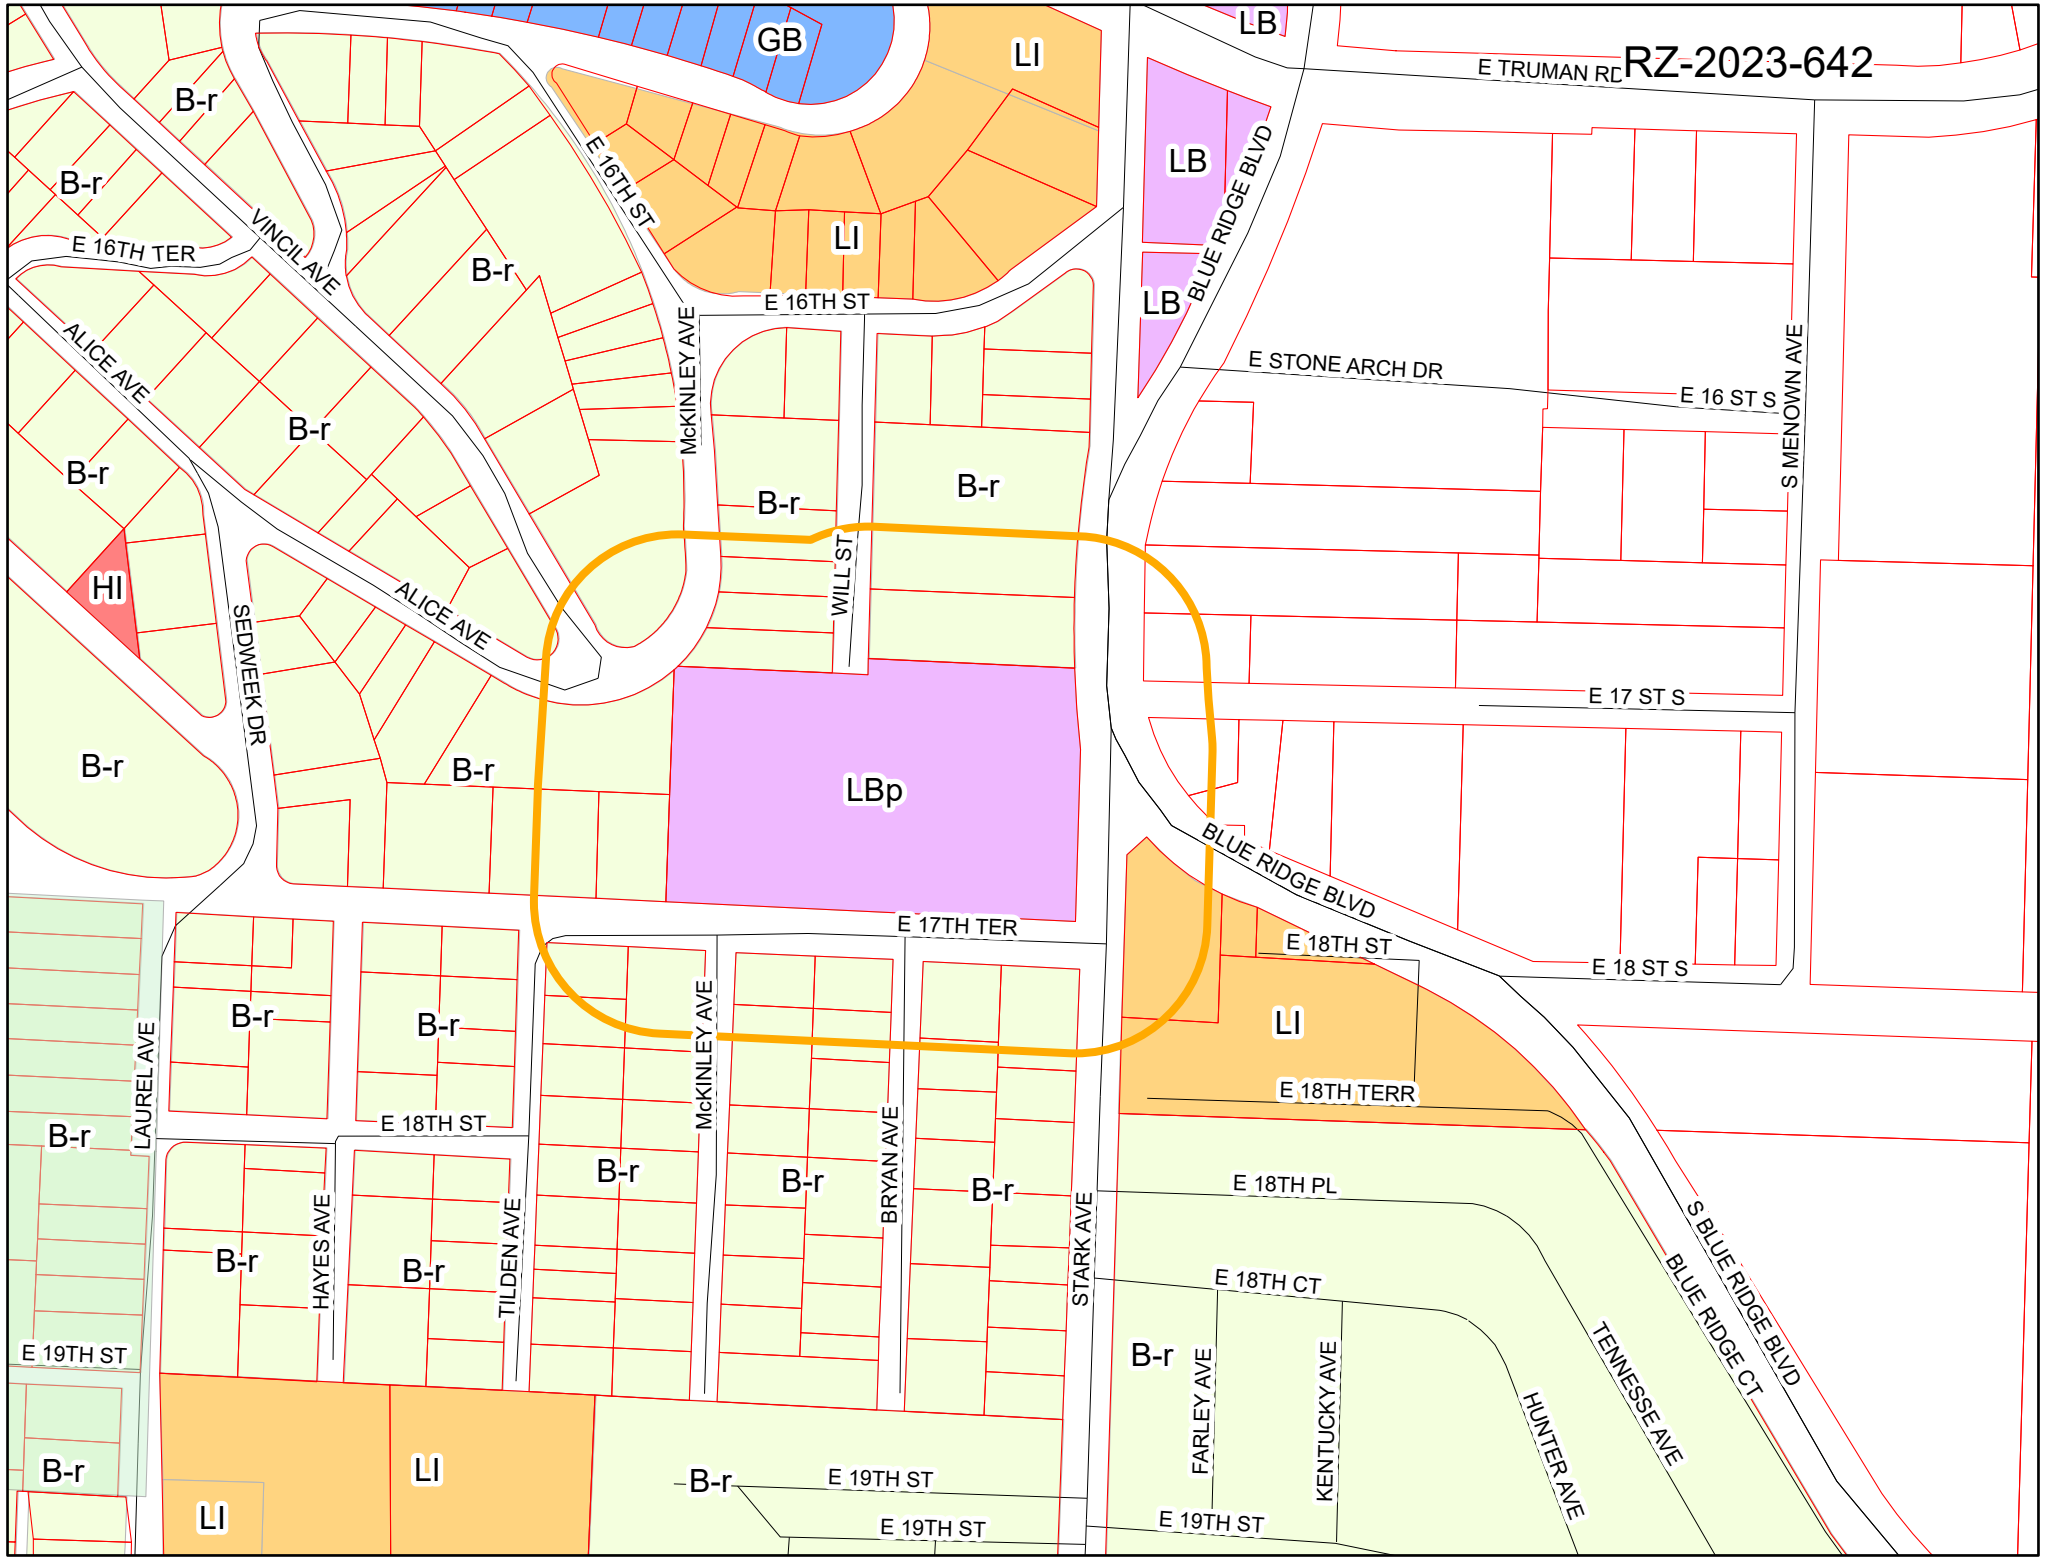 LB
GB
LI
RZ-2023-642
E TRUMAN RD
B-r
LB
B-r
E 16TH ST
BLUE RIDGE BLVD
VINCIL AVE
E 16TH TER
LI
B-r
LB
E 16TH ST
McKINLEY AVE
ALICE AVE
E STONE ARCH DR
E 16 ST S
S MENOWN AVE
B-r
B-r
B-r
B-r
HI
WILL ST
ALICE AVE
SEDWEEK DR
E 17 ST S
B-r
B-r
LBp
BLUE RIDGE BLVD
E 17TH TER
E 18TH ST
E 18 ST S
B-r
B-r
LI
LAUREL AVE
McKINLEY AVE
E 18TH TERR
B-r
E 18TH ST
BRYAN AVE
B-r
B-r
B-r
E 18TH PL
STARK AVE
HAYES AVE
TILDEN AVE
B-r
B-r
E 18TH CT
S BLUE RIDGE BLVD
BLUE RIDGE CT
E 19TH ST
B-r
FARLEY AVE
KENTUCKY AVE
TENNESSE AVE
HUNTER AVE
B-r
LI
B-r
E 19TH ST
LI
E 19TH ST
E 19TH ST